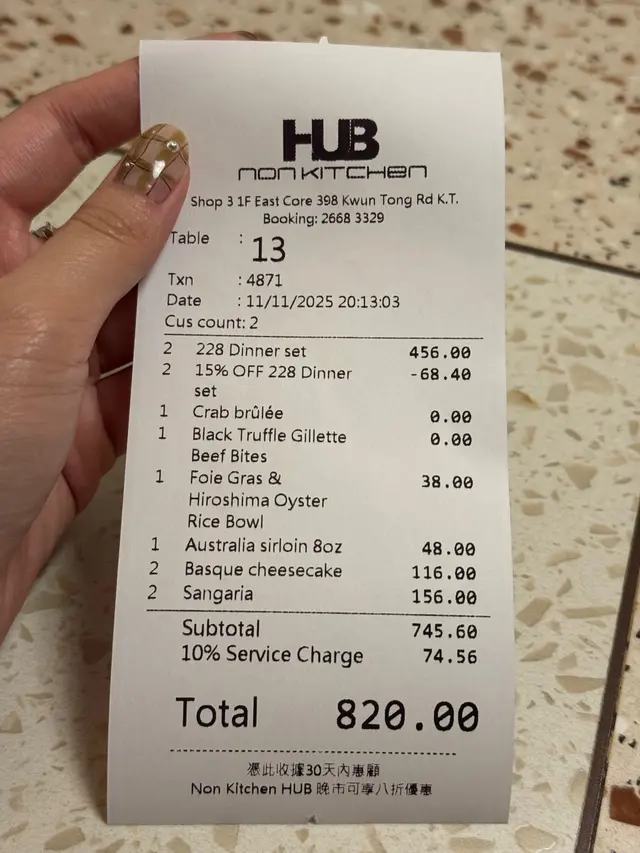 HUB
NON KITCHEN
Shop 3 1F East Core 398 Kwun Tong Rd K.T.
Booking: 2668 3329
Table : 13
Txn : 4871
Date : 11/11/2025 20:13:03
Cus count: 2
2 228 Dinner set 456.00
2 15% OFF 228 Dinner -68.40
set
1 Crab brûlée 0.00
1 Black Truffle Gillette 0.00
Beef Bites
1 Foie Gras & 38.00
Hiroshima Oyster
Rice Bowl
1 Australia sirloin 8oz 48.00
2 Basque cheesecake 116.00
2 Sangaria 156.00
Subtotal 745.60
10% Service Charge 74.56
Total 820.00
憑此收據30天內惠顧
Non Kitchen HUB 晚市可享八折優惠